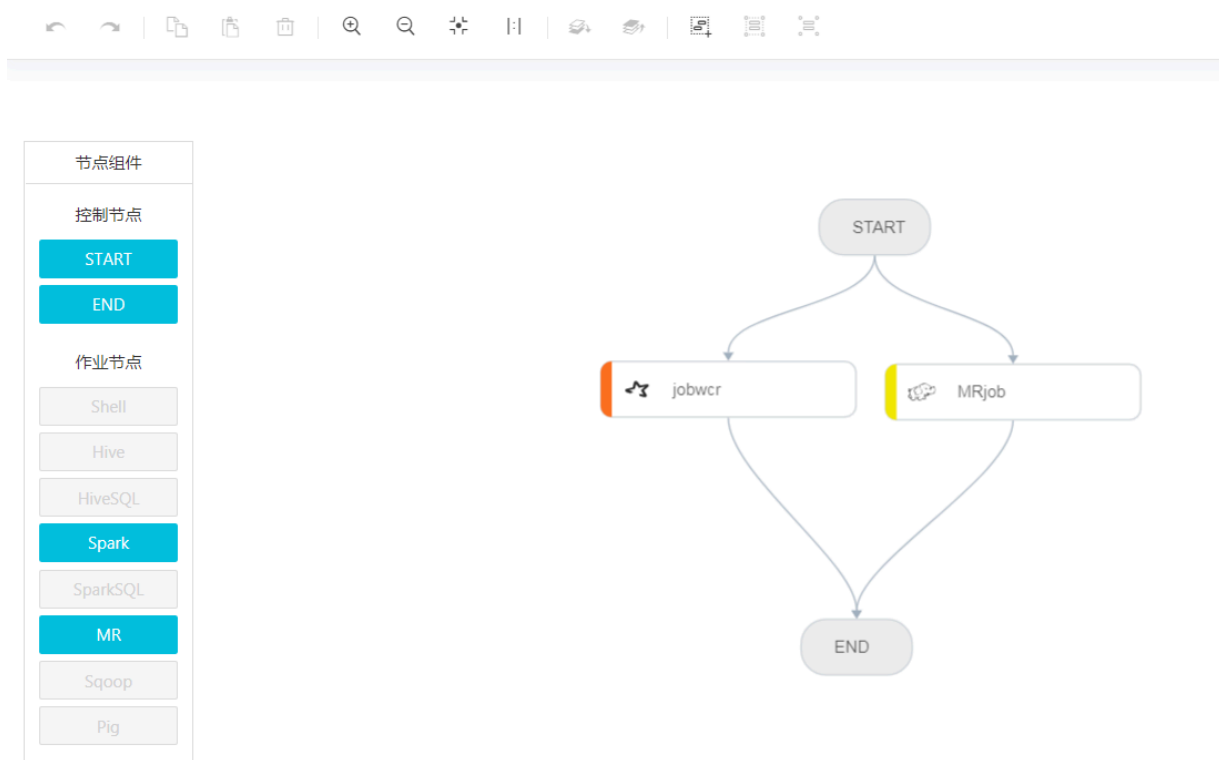 节点组件
控制节点
START
END
作业节点
Shell
Hive
HiveSQL
Spark
SparkSQL
MR
Sqoop
Pig
START
jobwcr
MRjob
END